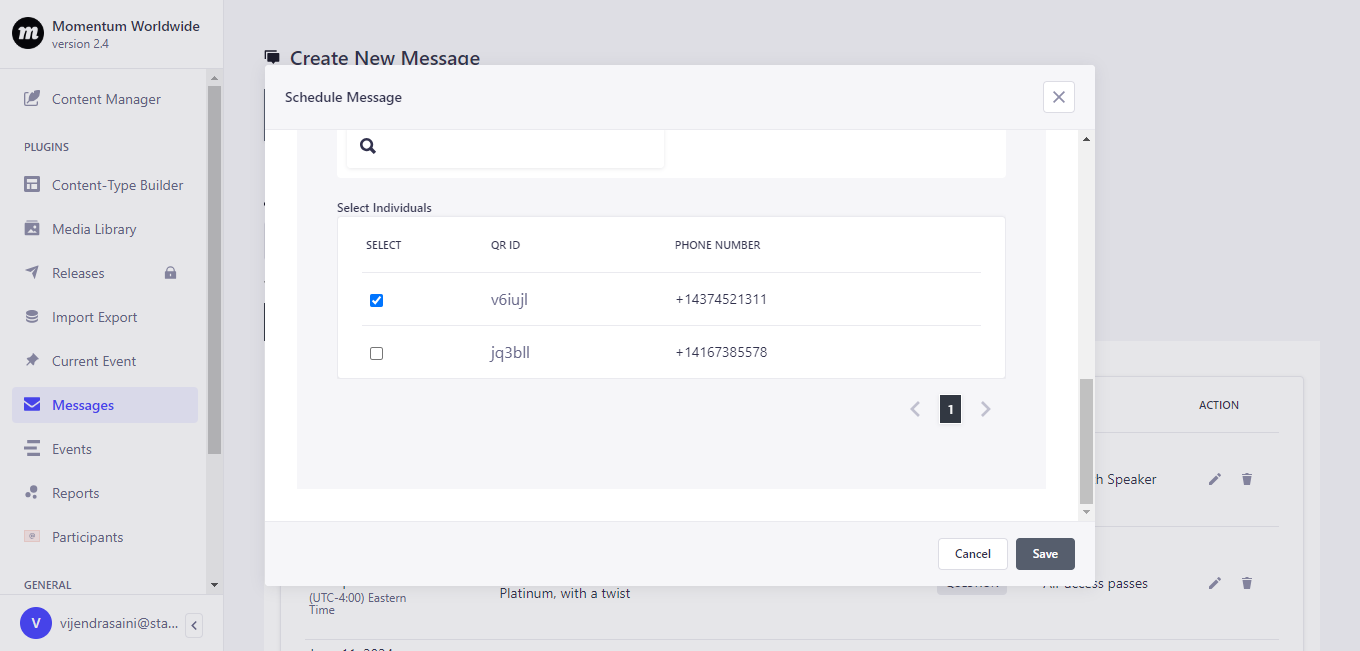 Momentum Worldwide
version 2.4
Content Manager
PLUGINS
Content-Type Builder
Media Library
Releases
Import Export
Current Event
Messages
Events
Reports
Participants
GENERAL
V
vijendrasaini@sta...
Create New Message
Schedule Message
Select Individuals
SELECT QR ID PHONE NUMBER
v6iujl +14374521311
jq3bll +14167385578
1
Cancel Save
ACTION
h Speaker
(UTC-4:00) Eastern
Time
Platinum, with a twist
passes